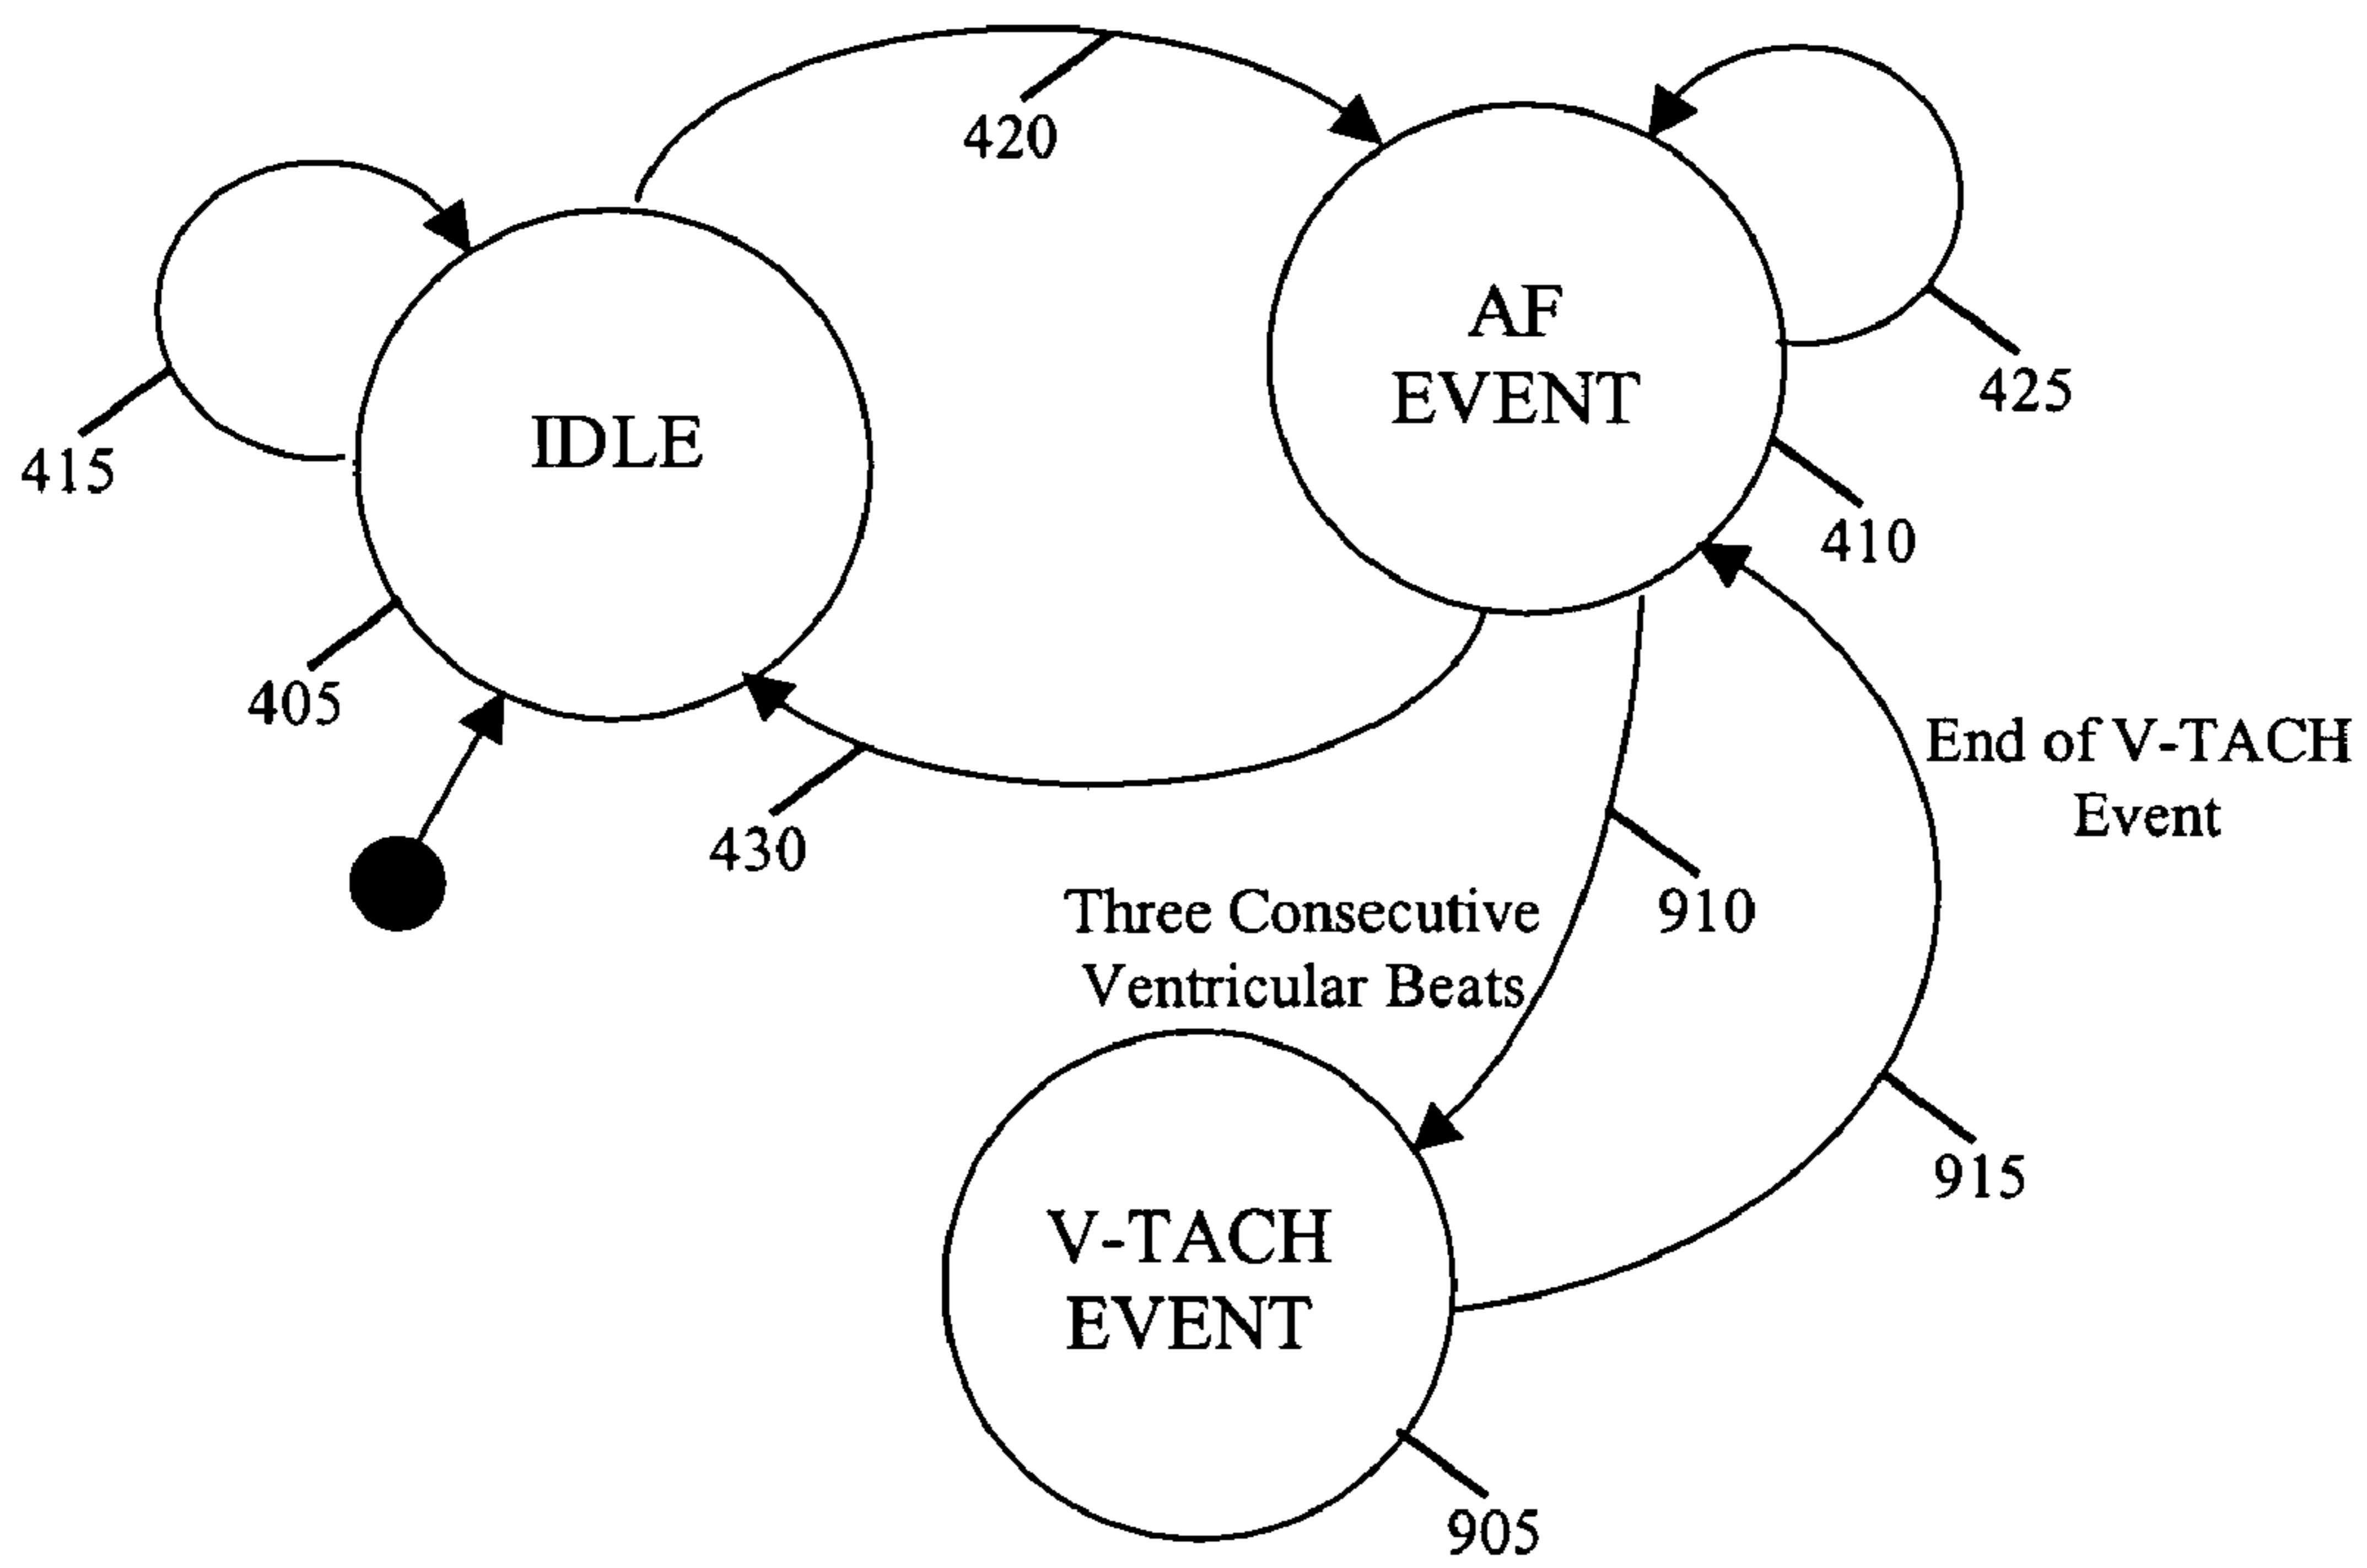 420
AF
EVENT
425
IDLE
415
410
405
End of V-TACH
Event
430
Three Consecutive
Ventricular Beats
910
915
V-TACH
EVENT
905